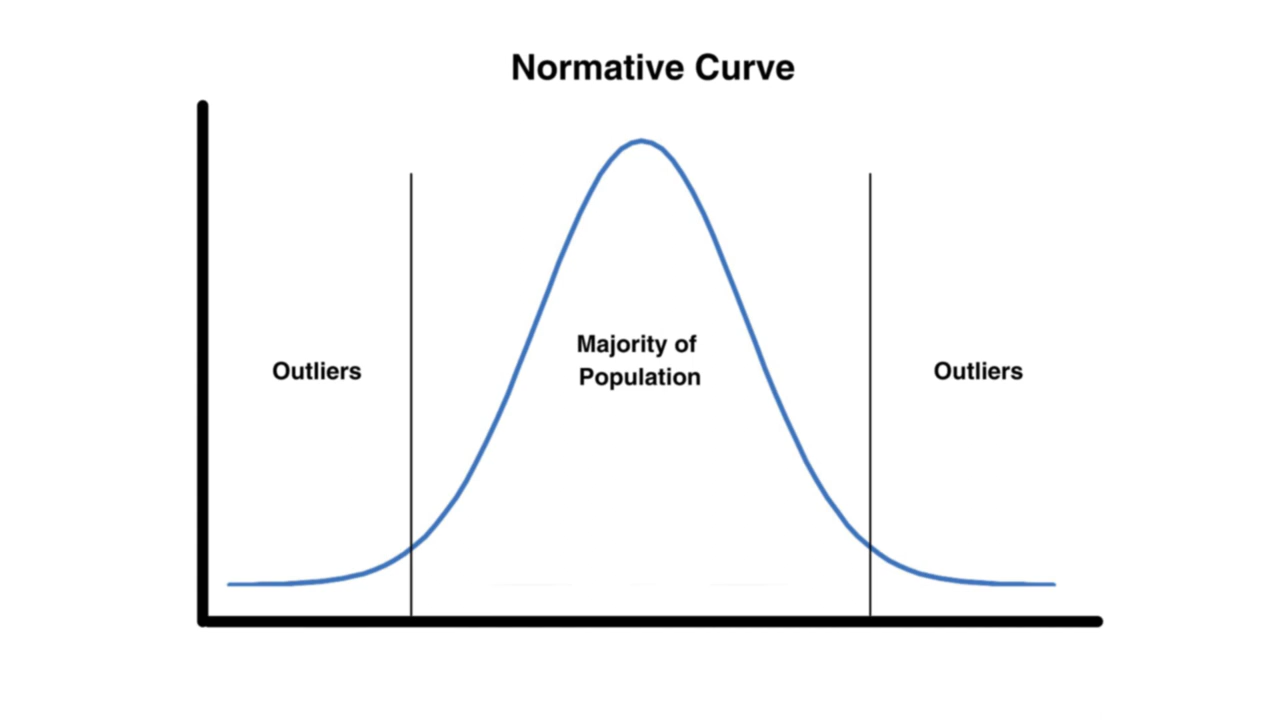 Normative Curve
Majority of
Population
Outliers
Outliers